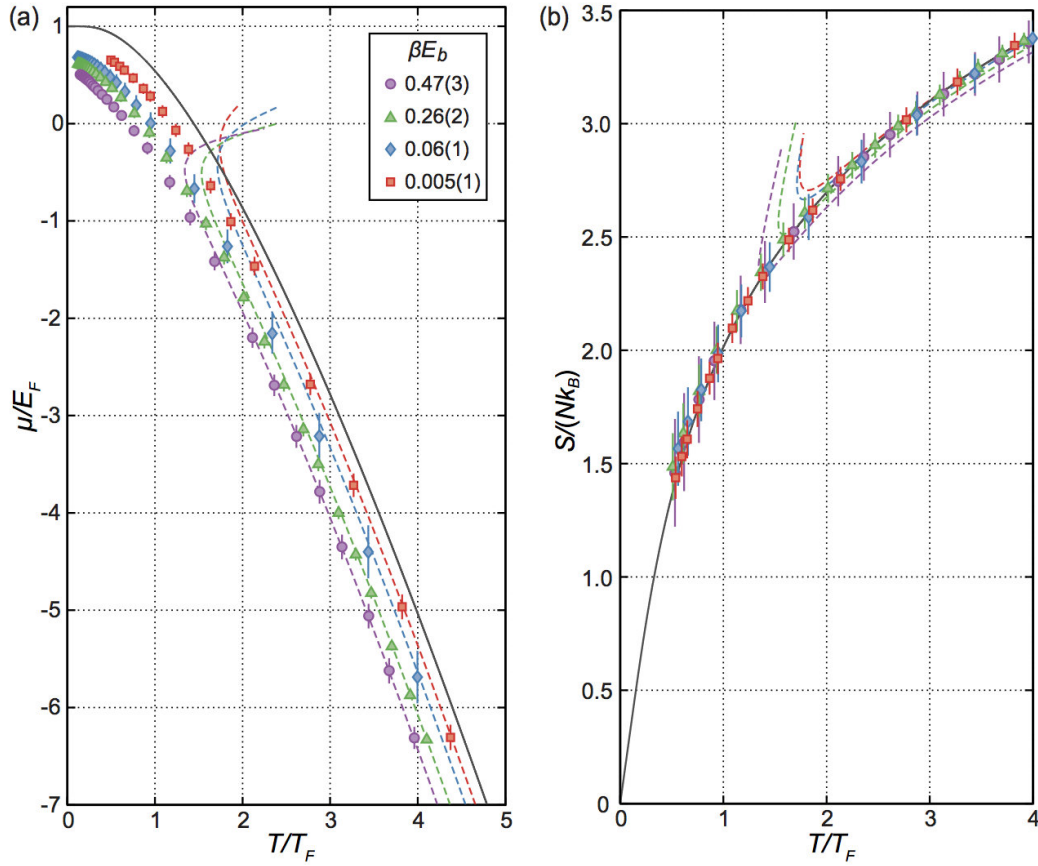 (a)
1
0
-1
-2
-3
-4
-5
-6
-7
μ/E_F
0 1 2 3 4 5
T/T_F
βE_b
0.47(3)
0.26(2)
0.06(1)
0.005(1)
(b)
3.5
3.0
2.5
2.0
1.5
1.0
0.5
0
S/(Nk_B)
0 1 2 3 4
T/T_F